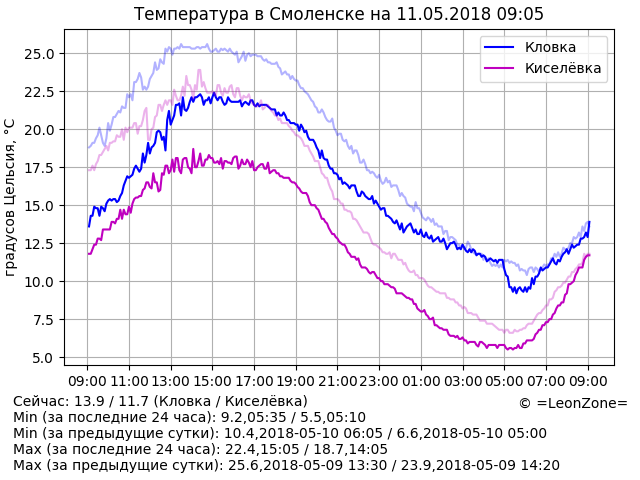 Температура в Смоленске на 11.05.2018 09:05
Кловка
Киселёвка
градусов Цельсия, °C
25.0
22.5
20.0
17.5
15.0
12.5
10.0
7.5
5.0
09:00 11:00 13:00 15:00 17:00 19:00 21:00 23:00 01:00 03:00 05:00 07:00 09:00
Сейчас: 13.9 / 11.7 (Кловка / Киселёвка)
© =LeonZone=
Min (за последние 24 часа): 9.2,05:35 / 5.5,05:10
Min (за предыдущие сутки): 10.4,2018-05-10 06:05 / 6.6,2018-05-10 05:00
Max (за последние 24 часа): 22.4,15:05 / 18.7,14:05
Max (за предыдущие сутки): 25.6,2018-05-09 13:30 / 23.9,2018-05-09 14:20